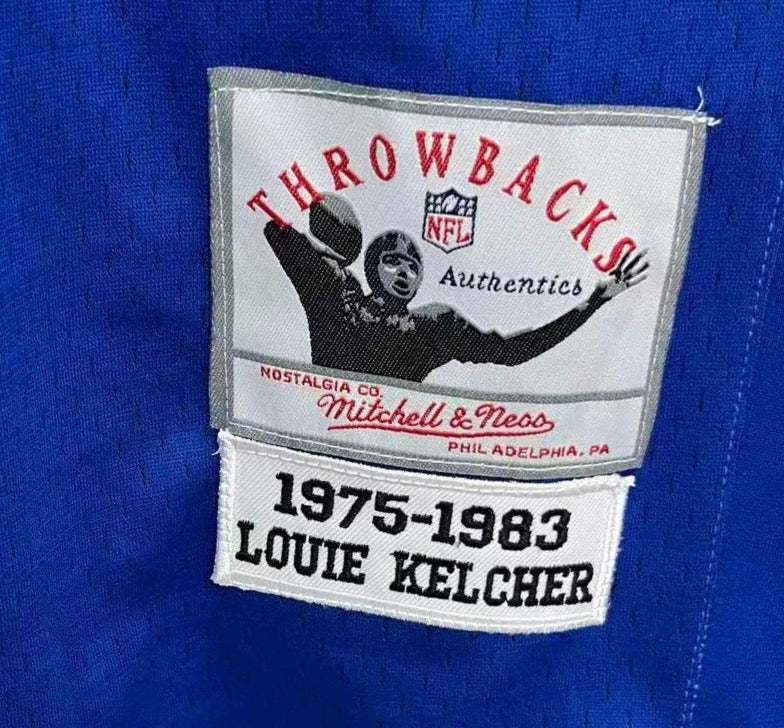 THROWBACKS
NFL
Authentics
NOSTALGIA CO.
Mitchell & Ness
PHILADELPHIA, PA
1975-1983
LOUIE KELCHER